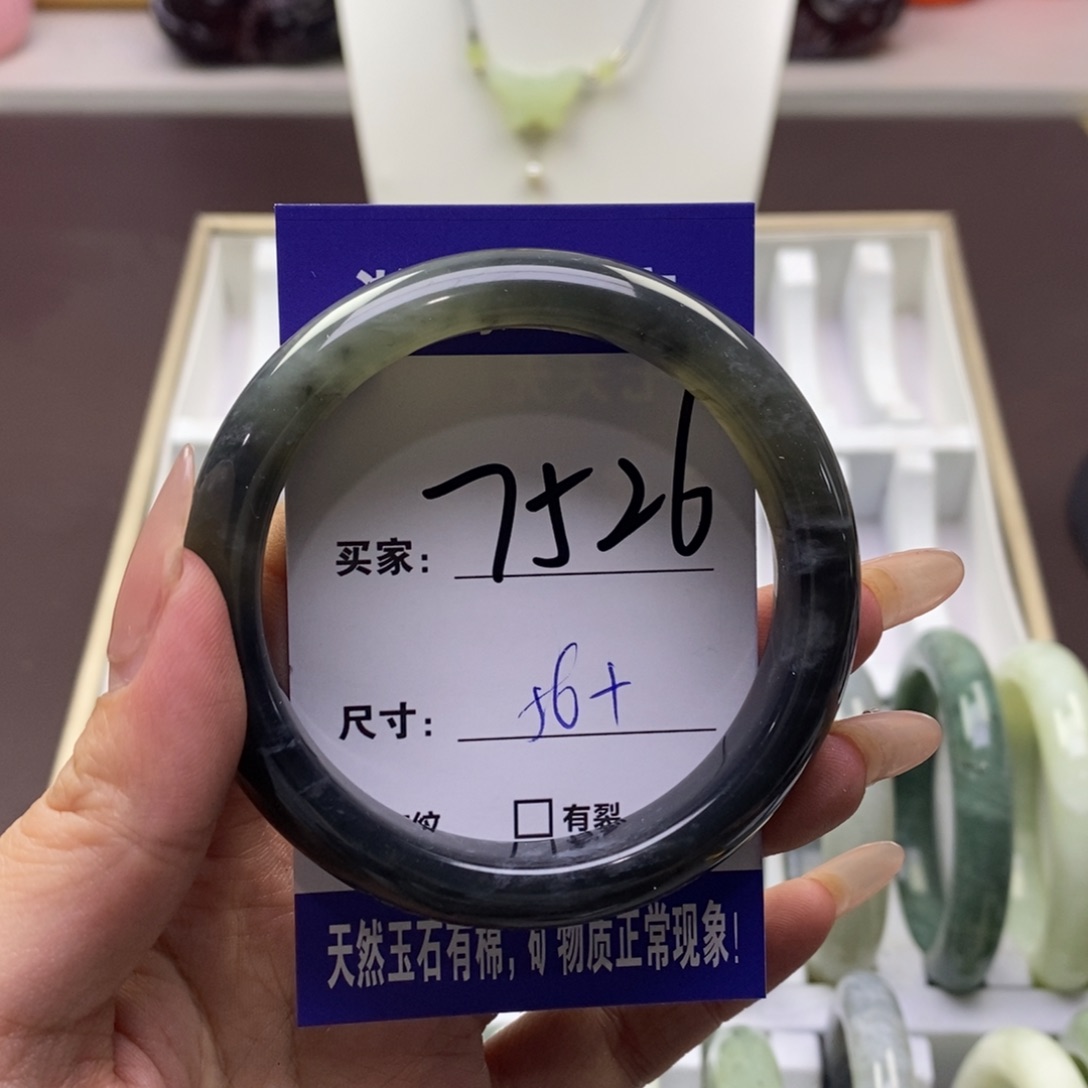 买家: 7526
尺寸: 56+
纹 □有裂
天然玉石有棉, 矿物质正常现象!